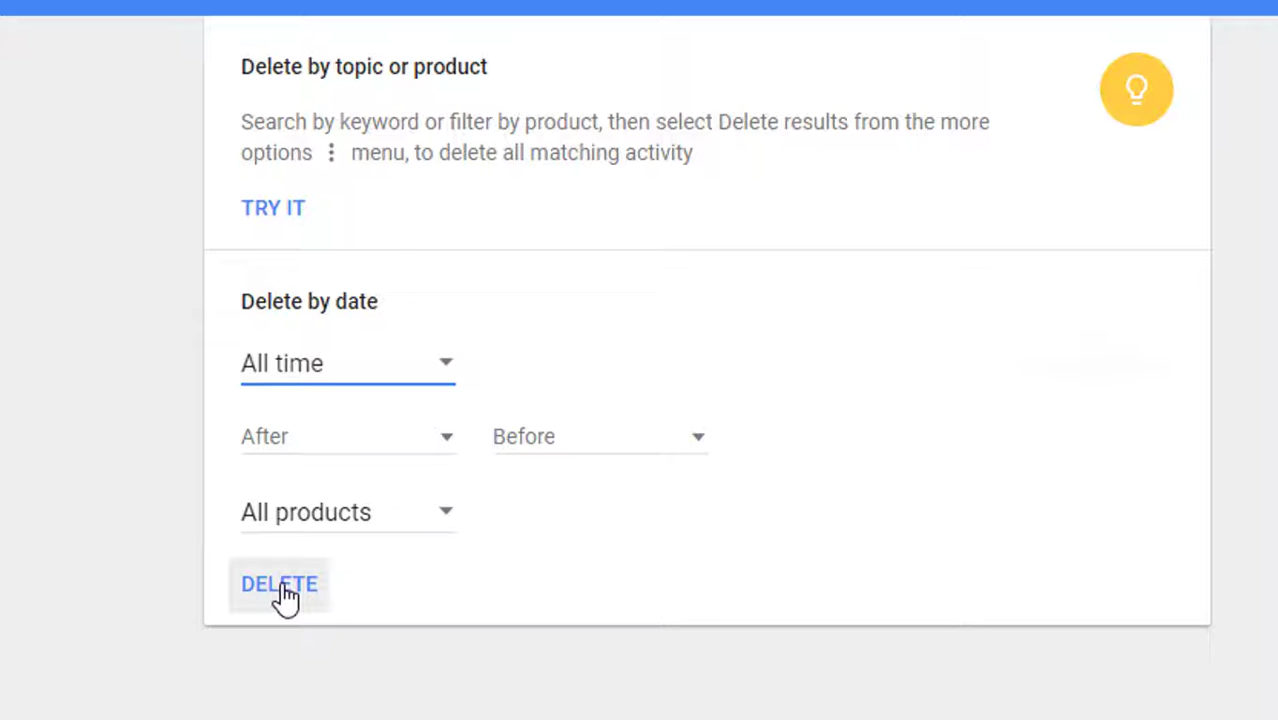 Delete by topic or product
Search by keyword or filter by product, then select Delete results from the more
options ⋮ menu, to delete all matching activity
TRY IT
Delete by date
All time
After Before
All products
DELETE